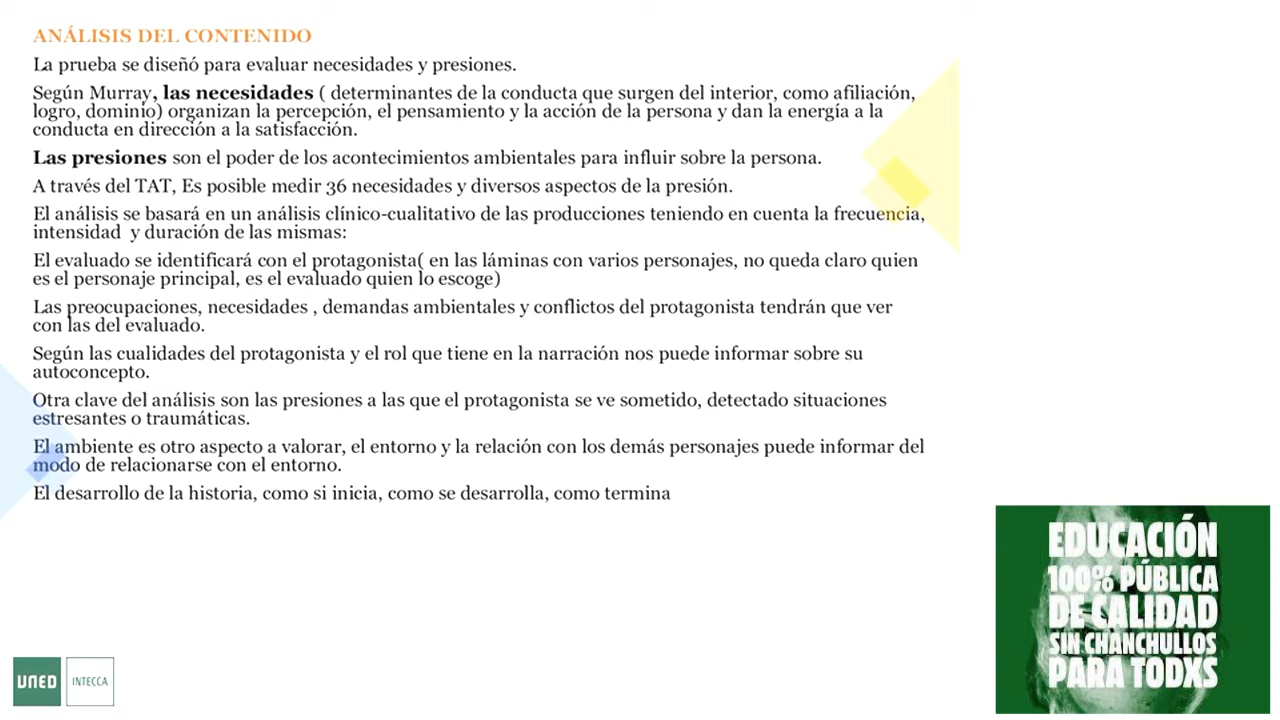 ANÁLISIS DEL CONTENIDO
La prueba se diseñó para evaluar necesidades y presiones.
Según Murray, las necesidades ( determinantes de la conducta que surgen del interior, como afiliación,
logro, dominio) organizan la percepción, el pensamiento y la acción de la persona y dan la energía a la
conducta en dirección a la satisfacción.
Las presiones son el poder de los acontecimientos ambientales para influir sobre la persona.
A través del TAT, Es posible medir 36 necesidades y diversos aspectos de la presión.
El análisis se basará en un análisis clínico-cualitativo de las producciones teniendo en cuenta la frecuencia,
intensidad y duración de las mismas:
El evaluado se identificará con el protagonista( en las láminas con varios personajes, no queda claro quien
es el personaje principal, es el evaluado quien lo escoge)
Las preocupaciones, necesidades , demandas ambientales y conflictos del protagonista tendrán que ver
con las del evaluado.
Según las cualidades del protagonista y el rol que tiene en la narración nos puede informar sobre su
autoconcepto.
Otra clave del análisis son las presiones a las que el protagonista se ve sometido, detectado situaciones
estresantes o traumáticas.
El ambiente es otro aspecto a valorar, el entorno y la relación con los demás personajes puede informar del
modo de relacionarse con el entorno.
El desarrollo de la historia, como si inicia, como se desarrolla, como termina
EDUCACIÓN
100% PÚBLICA
DE CALIDAD
SIN CHANCHULLOS
PARA TODXS
UNED INTECCA